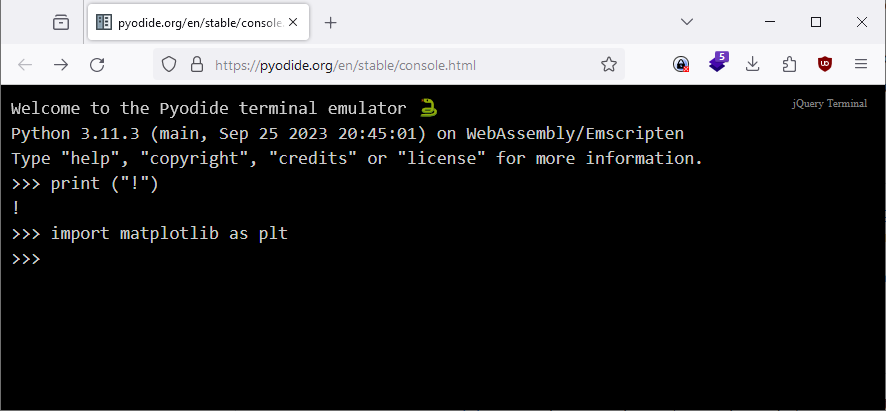 pyodide.org/en/stable/console.
https://pyodide.org/en/stable/console.html
5
jQuery Terminal
Welcome to the Pyodide terminal emulator 🐍
Python 3.11.3 (main, Sep 25 2023 20:45:01) on WebAssembly/Emscripten
Type "help", "copyright", "credits" or "license" for more information.
>>> print ("!")
!
>>> import matplotlib as plt
>>>